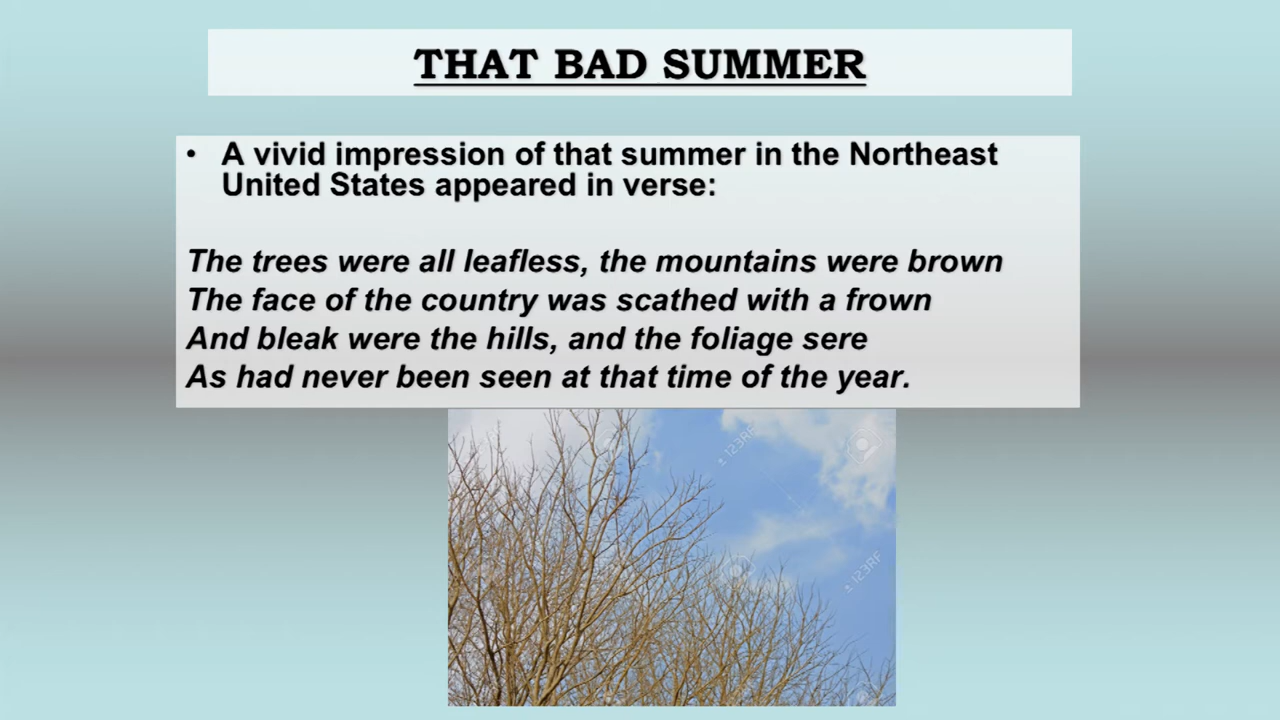 THAT BAD SUMMER
• A vivid impression of that summer in the Northeast
United States appeared in verse:
The trees were all leafless, the mountains were brown
The face of the country was scathed with a frown
And bleak were the hills, and the foliage sere
As had never been seen at that time of the year.
123RF
123RF